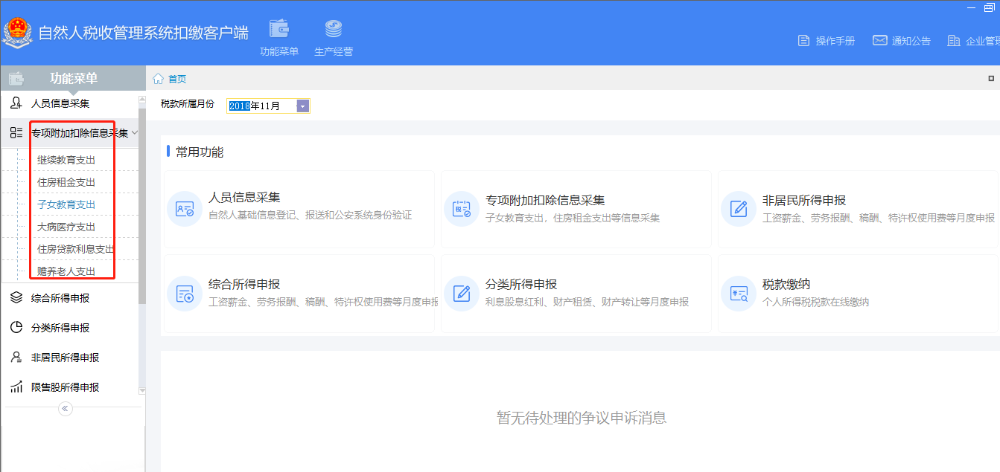 自然人税收管理系统扣缴客户端
功能菜单
生产经营
操作手册
通知公告
企业管理
功能菜单
首页
人员信息采集
税款所属月份
2018年11月
专项附加扣除信息采集
继续教育支出
住房租金支出
子女教育支出
大病医疗支出
住房贷款利息支出
赡养老人支出
综合所得申报
分类所得申报
非居民所得申报
限售股所得申报
常用功能
人员信息采集
自然人基础信息登记、报送和公安系统身份验证
专项附加扣除信息采集
子女教育支出，住房租金支出等信息采集
非居民所得申报
工资薪金、劳务报酬、稿酬、特许权使用费等月度申报
综合所得申报
工资薪金、劳务报酬、稿酬、特许权使用费等月度申报
分类所得申报
利息股息红利、财产租赁、财产转让等月度申报
税款缴纳
个人所得税税款在线缴纳
暂无待处理的争议申诉消息